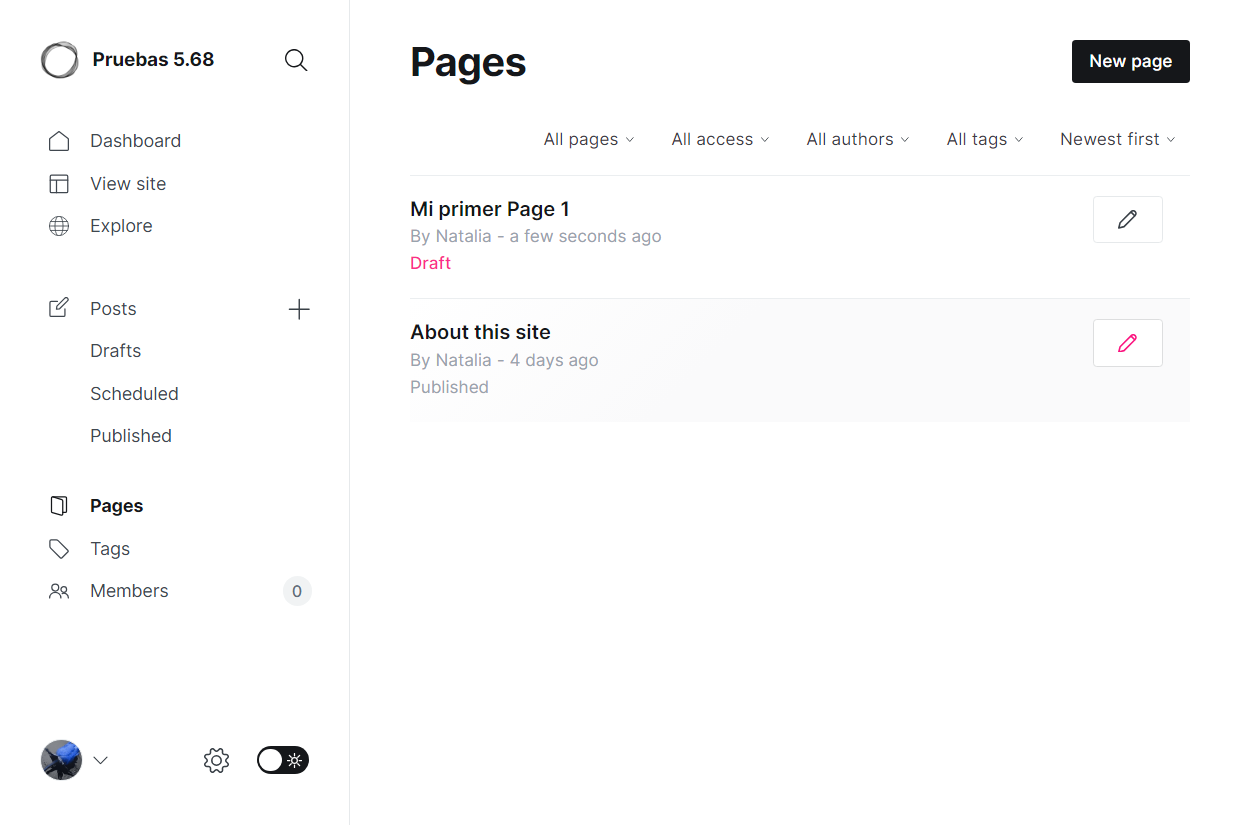 Pruebas 5.68
Dashboard
View site
Explore
Posts
Drafts
Scheduled
Published
Pages
Tags
Members 0
Pages
New page
All pages All access All authors All tags Newest first
Mi primer Page 1
By Natalia - a few seconds ago
Draft
About this site
By Natalia - 4 days ago
Published